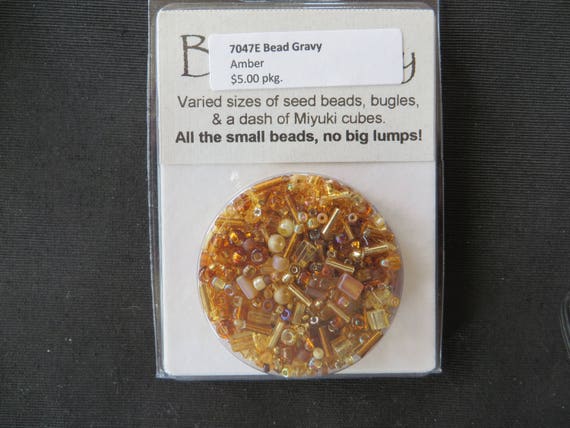 7047E Bead Gravy
Amber
$5.00 pkg.
Varied sizes of seed beads, bugles,
& a dash of Miyuki cubes.
All the small beads, no big lumps!